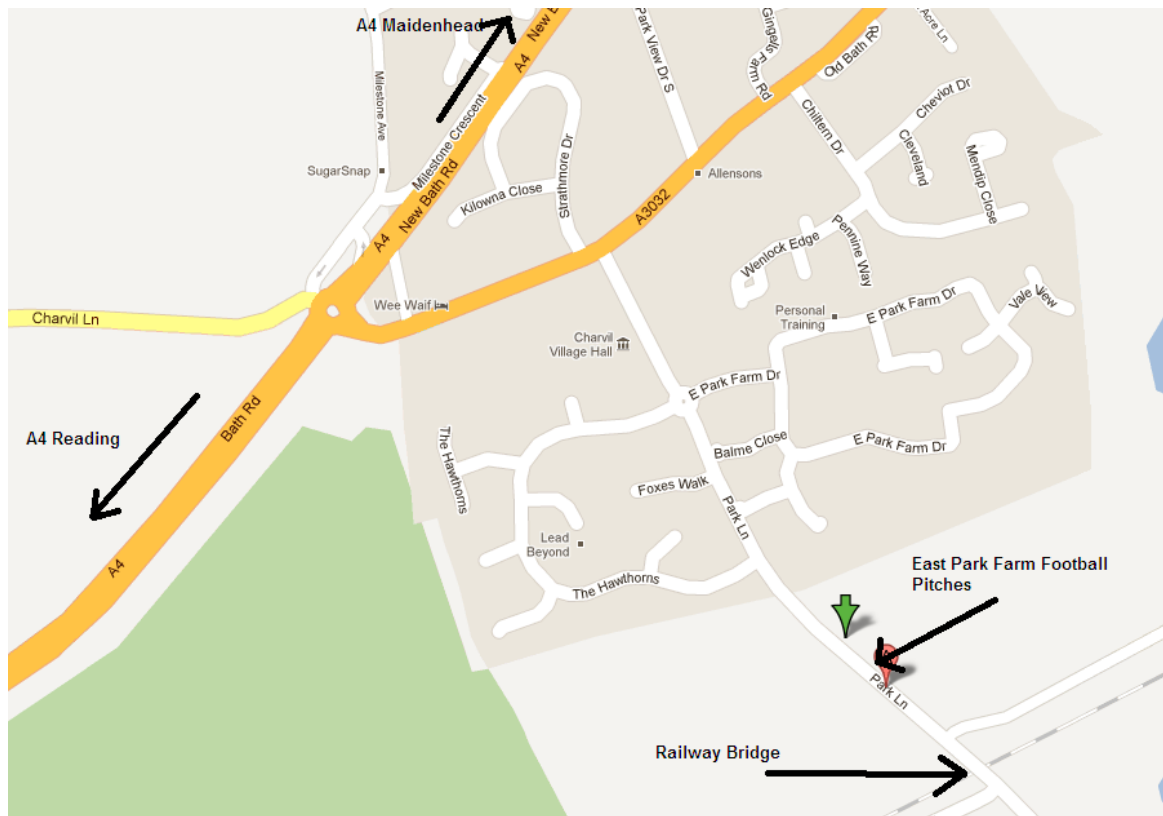 A4 Maidenhead
New B
A4
Park View Dr S
Gingells
Farm Rd
Old Bath Rd
Acre Ln
Milestone Ave
Milestone Crescent
SugarSnap
New Bath Rd
A4
Kilowna Close
Strathmore Dr
Allensons
A3032
Chiltern Dr
Cheviot Dr
Cleveland
Mendip Close
Wenlock Edge
Pennine Way
Wee Waif
Charvil Ln
Charvil
Village Hall
Personal
Training
E Park Farm Dr
Vale View
E Park Farm Dr
A4 Reading
Bath Rd
The Hawthorns
Balme Close
E Park Farm Dr
Foxes Walk
Park Ln
Lead
Beyond
A4
The Hawthorns
East Park Farm Football
Pitches
Park Ln
Railway Bridge